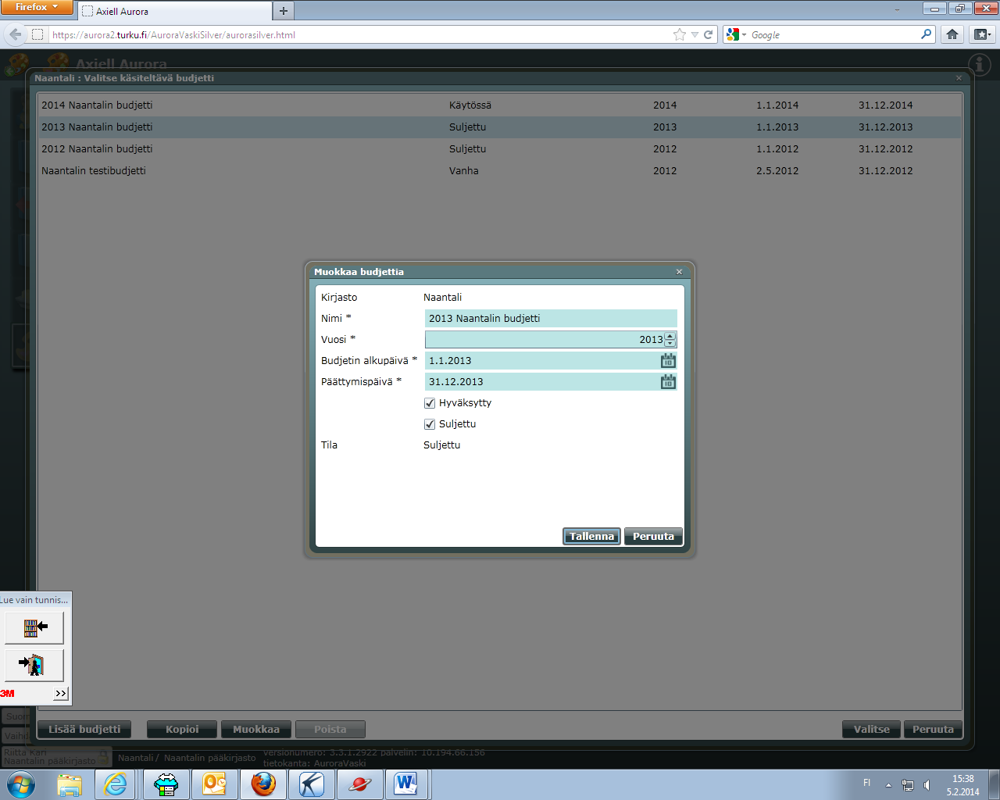 Firefox
Axiell Aurora
https://aurora2.turku.fi/AuroraVaskiSilver/aurorasilver.html
Google
Axiell Aurora
Naantali : Valitse käsiteltävä budjetti
2014 Naantalin budjetti Käytössä 2014 1.1.2014 31.12.2014
2013 Naantalin budjetti Suljettu 2013 1.1.2013 31.12.2013
2012 Naantalin budjetti Suljettu 2012 1.1.2012 31.12.2012
Naantalin testibudjetti Vanha 2012 2.5.2012 31.12.2012
Muokkaa budjettia
Kirjasto Naantali
Nimi * 2013 Naantalin budjetti
Vuosi * 2013
Budjetin alkupäivä * 1.1.2013
Päättymispäivä * 31.12.2013
Hyväksytty
Suljettu
Tila Suljettu
Tallenna Peruuta
Lue vain tunnis...
3M >>
Suom
Lisää budjetti Kopioi Muokkaa Poista Valitse Peruuta
Vaihd
Riitta Kari
Naantalin pääkirjasto
Naantali / Naantalin pääkirjasto
versionumero: 3.3.1.2922 palvelin: 10.194.66.156
tietokanta: AuroraVaski
FI
15:38
5.2.2014